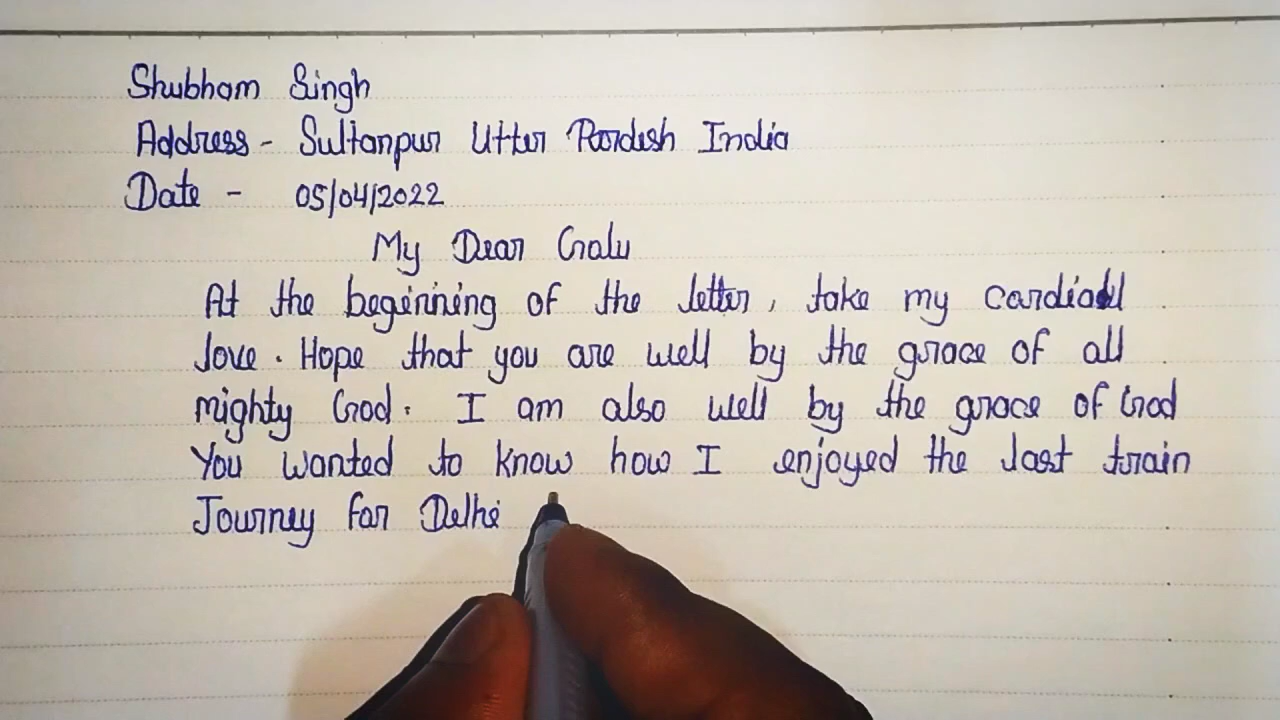 Shubham Singh
Address - Sultanpur Utter Pardesh India
Date - 05/04/2022
My Dear Galu
At the beginning of the letter, take my cardial
love. Hope that you are well by the grace of all
mighty God. I am also well by the grace of God
You wanted to know how I enjoyed the last train
Journey for Delhi